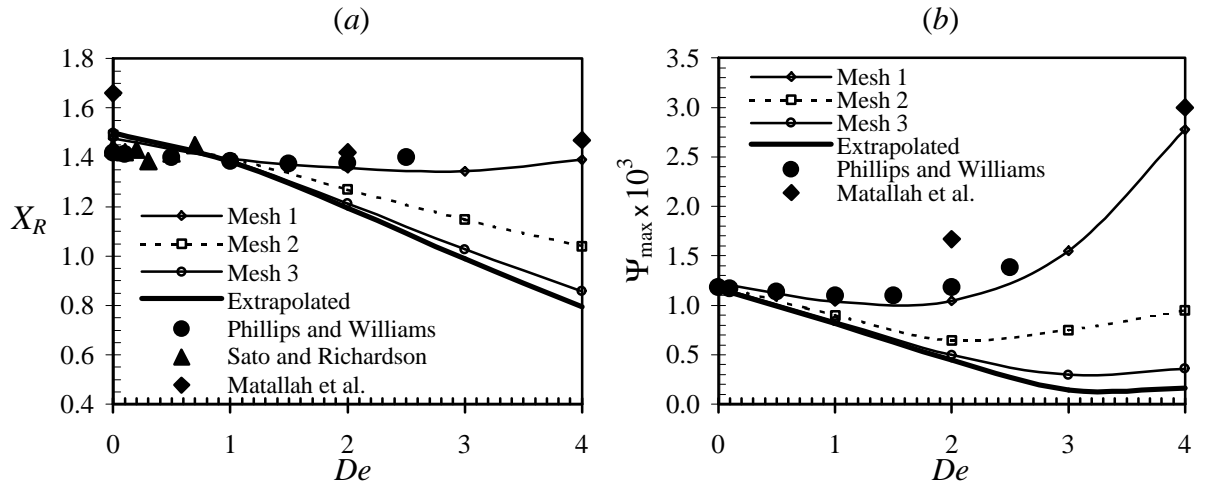 (a)
1.8
1.6
1.4
1.2
1.0
0.8
0.6
0.4
X_R
Mesh 1
Mesh 2
Mesh 3
Extrapolated
Phillips and Williams
Sato and Richardson
Matallah et al.
0 1 2 3 4
De
(b)
3.5
3.0
2.5
2.0
1.5
1.0
0.5
0.0
Ψmax x 10³
Mesh 1
Mesh 2
Mesh 3
Extrapolated
Phillips and Williams
Matallah et al.
0 1 2 3 4
De